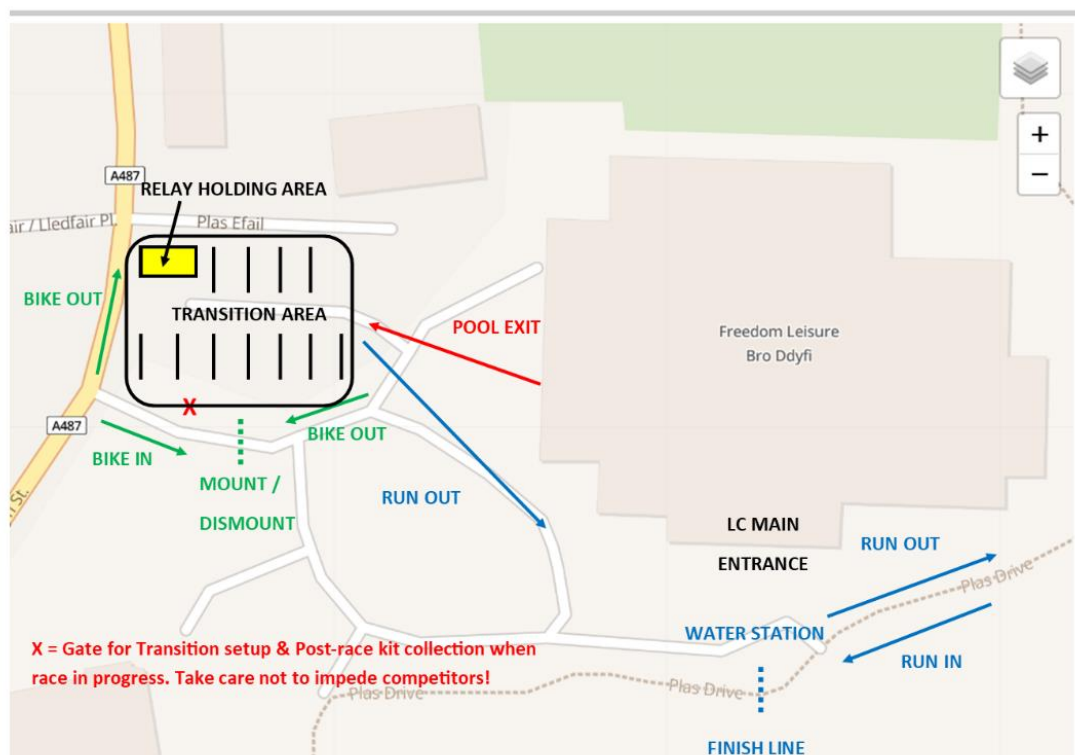 +
−
A487
RELAY HOLDING AREA
air / Lledfair Pl.
Plas Efail
BIKE OUT
TRANSITION AREA
POOL EXIT
Freedom Leisure
Bro Ddyfi
X
A487
BIKE OUT
BIKE IN
MOUNT /
DISMOUNT
RUN OUT
St.
LC MAIN
ENTRANCE
RUN OUT
Plas Drive
WATER STATION
RUN IN
X = Gate for Transition setup & Post-race kit collection when
race in progress. Take care not to impede competitors!
Plas Drive
Plas Drive
FINISH LINE